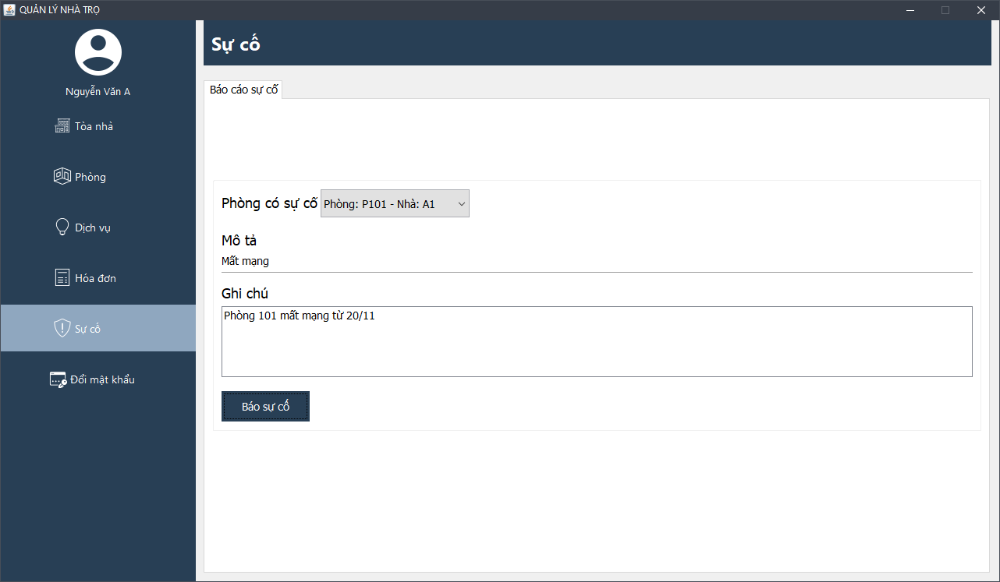 QUẢN LÝ NHÀ TRỌ
Nguyễn Văn A
Tòa nhà
Phòng
Dịch vụ
Hóa đơn
Sự cố
Đổi mật khẩu
Sự cố
Báo cáo sự cố
Phòng có sự cố Phòng: P101 - Nhà: A1
Mô tả
Mất mạng
Ghi chú
Phòng 101 mất mạng từ 20/11
Báo sự cố